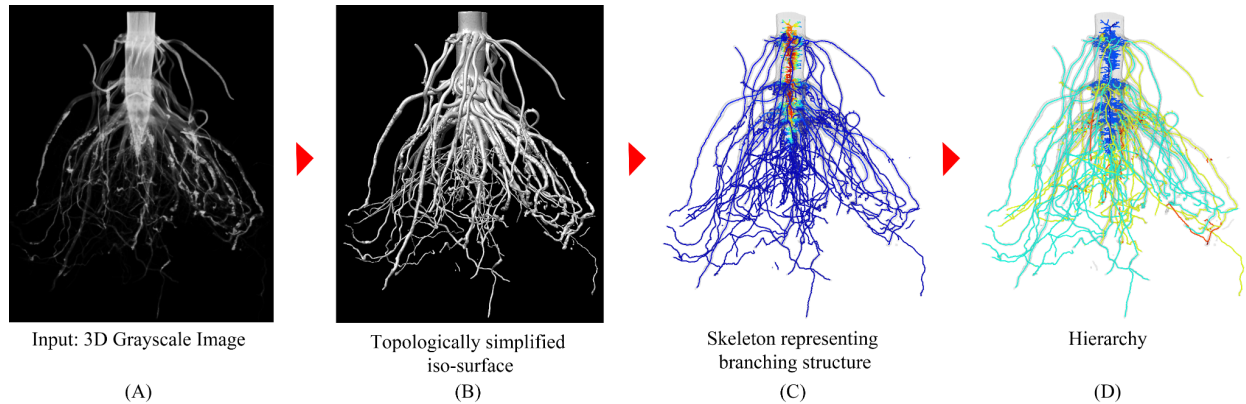 Input: 3D Grayscale Image
(A)
Topologically simplified
iso-surface
(B)
Skeleton representing
branching structure
(C)
Hierarchy
(D)